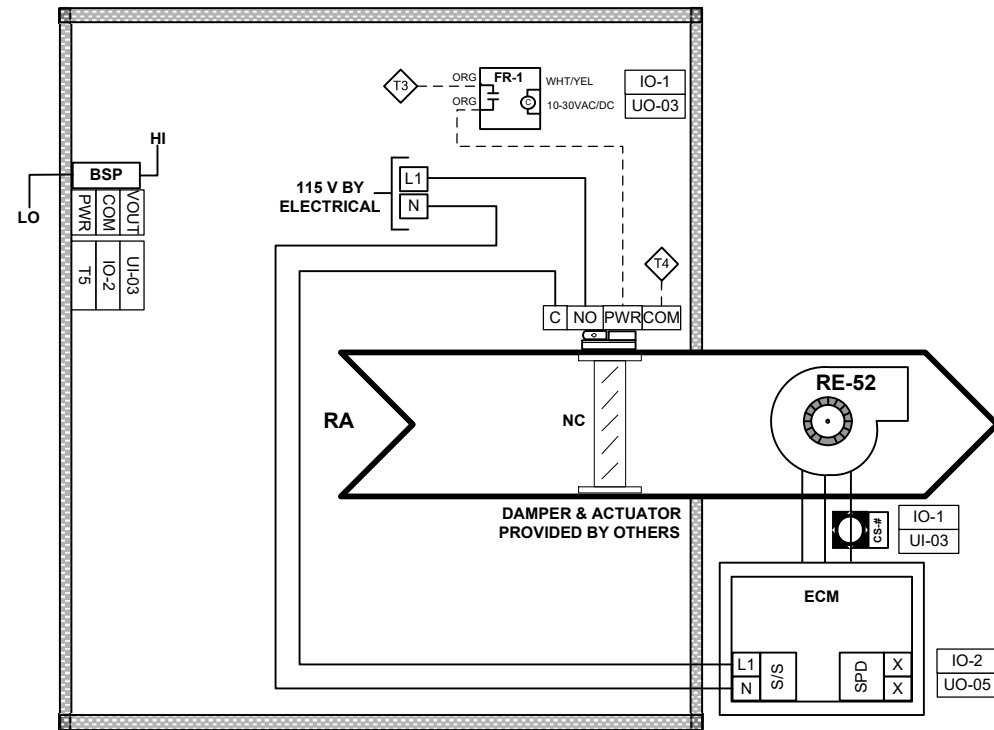 T3
ORG
ORG
FR-1
C
WHT/YEL
10-30VAC/DC
IO-1
UO-03
HI
LO
BSP
PWR
COM
VOUT
T5
IO-2
UI-03
115 V BY
ELECTRICAL
L1
N
T4
C NO PWR COM
RA
NC
RE-52
DAMPER & ACTUATOR
PROVIDED BY OTHERS
CS-#
IO-1
UI-03
ECM
L1
N
S/S
SPD
X
X
IO-2
UO-05